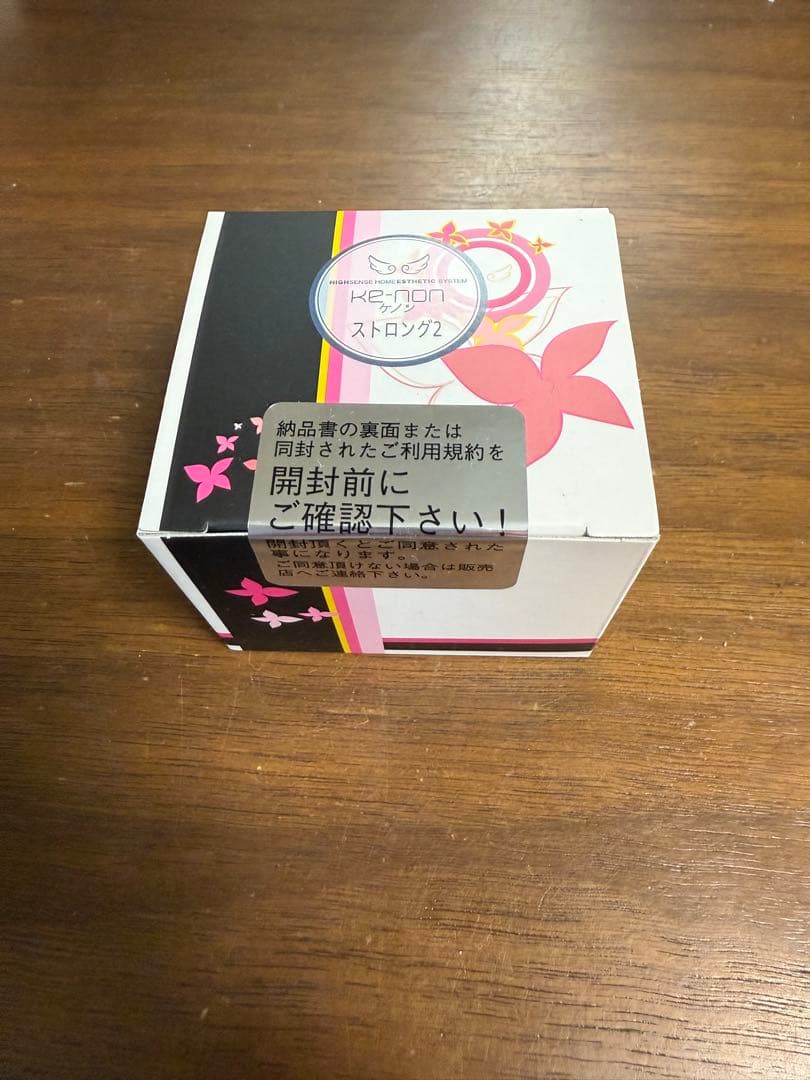 HIGHSENSE HOME ESTHETIC SYSTEM
Ke-non
ケノン
ストロング2
納品書の裏面または
同封されたご利用規約を
開封前に
ご確認下さい!
開封頂くとご同意された
事になります。
ご同意頂けない場合は販売
店へご連絡下さい。